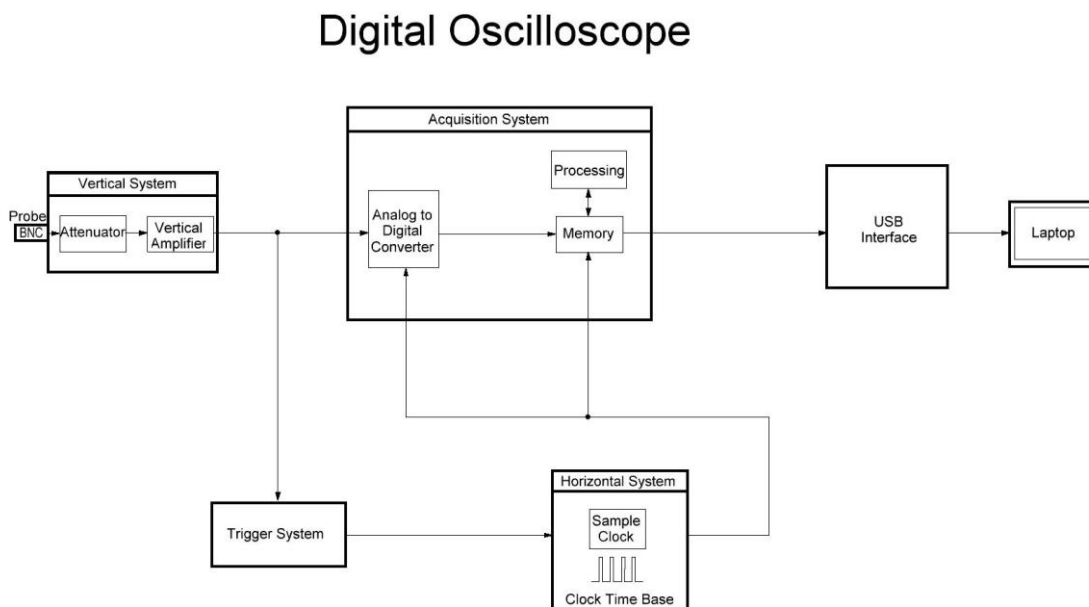 Digital Oscilloscope
Acquisition System
Processing
Vertical System
Probe
BNC
Attenuator
Vertical
Amplifier
Analog to
Digital
Converter
Memory
USB
Interface
Laptop
Trigger System
Horizontal System
Sample
Clock
Clock Time Base